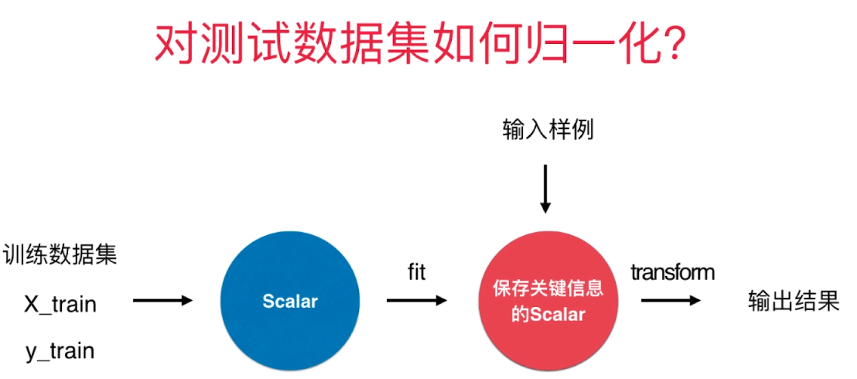 对测试数据集如何归一化?
输入样例
训练数据集
X_train
y_train
Scalar
fit
保存关键信息
的Scalar
transform
输出结果